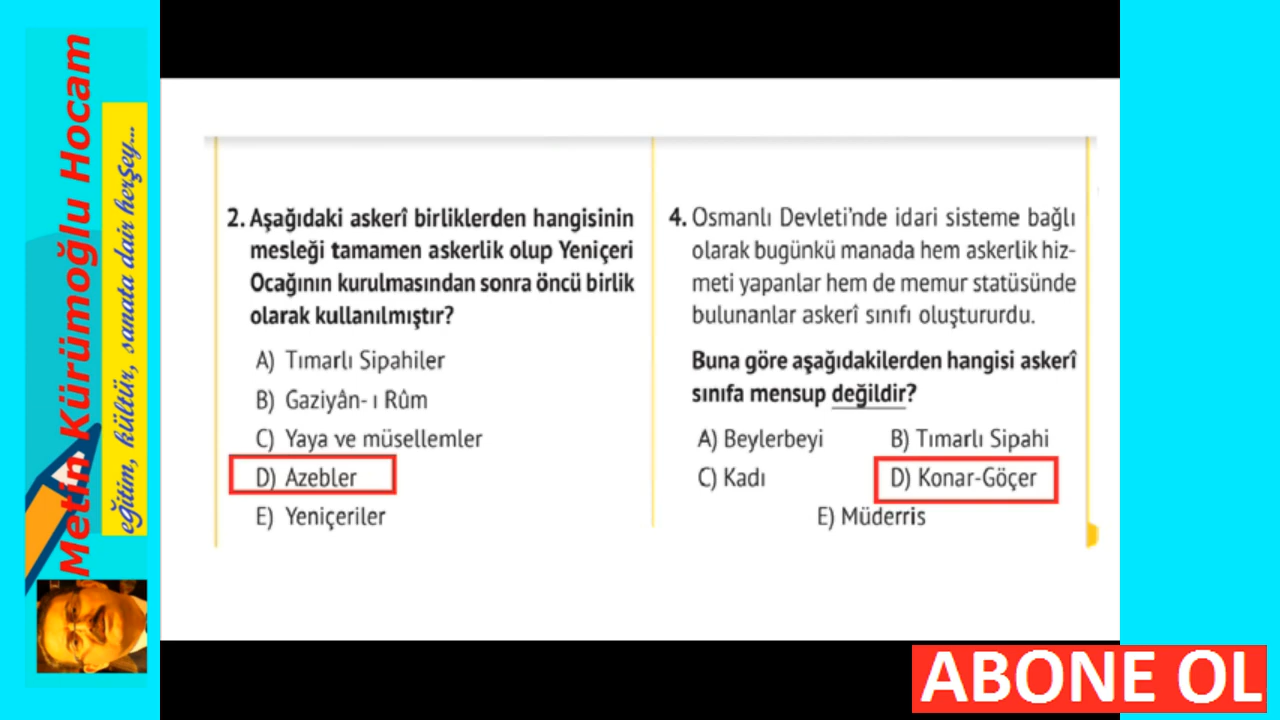 Metin Kürümoğlu Hocam
eğitim, kültür, sanata dair herşey...
2. Aşağıdaki askerî birliklerden hangisinin
mesleği tamamen askerlik olup Yeniçeri
Ocağının kurulmasından sonra öncü birlik
olarak kullanılmıştır?
A) Tımarlı Sipahiler
B) Gaziyân- ı Rûm
C) Yaya ve müsellemler
D) Azebler
E) Yeniçeriler
4. Osmanlı Devleti’nde idari sisteme bağlı
olarak bugünkü manada hem askerlik hiz-
meti yapanlar hem de memur statüsünde
bulunanlar askerî sınıfı oluştururdu.
Buna göre aşağıdakilerden hangisi askerî
sınıfa mensup değildir?
A) Beylerbeyi B) Tımarlı Sipahi
C) Kadı D) Konar-Göçer
E) Müderris
ABONE OL